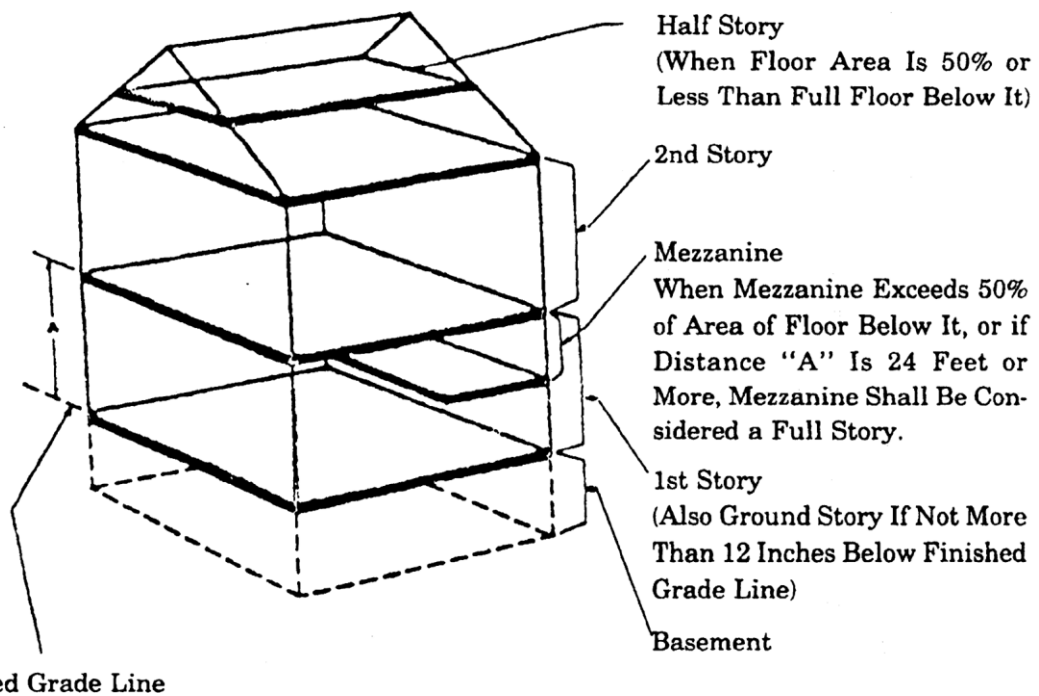 Half Story
(When Floor Area Is 50% or
Less Than Full Floor Below It)
2nd Story
Mezzanine
When Mezzanine Exceeds 50%
of Area of Floor Below It, or if
Distance "A" Is 24 Feet or
More, Mezzanine Shall Be Con-
sidered a Full Story.
A
1st Story
(Also Ground Story If Not More
Than 12 Inches Below Finished
Grade Line)
Basement
ed Grade Line